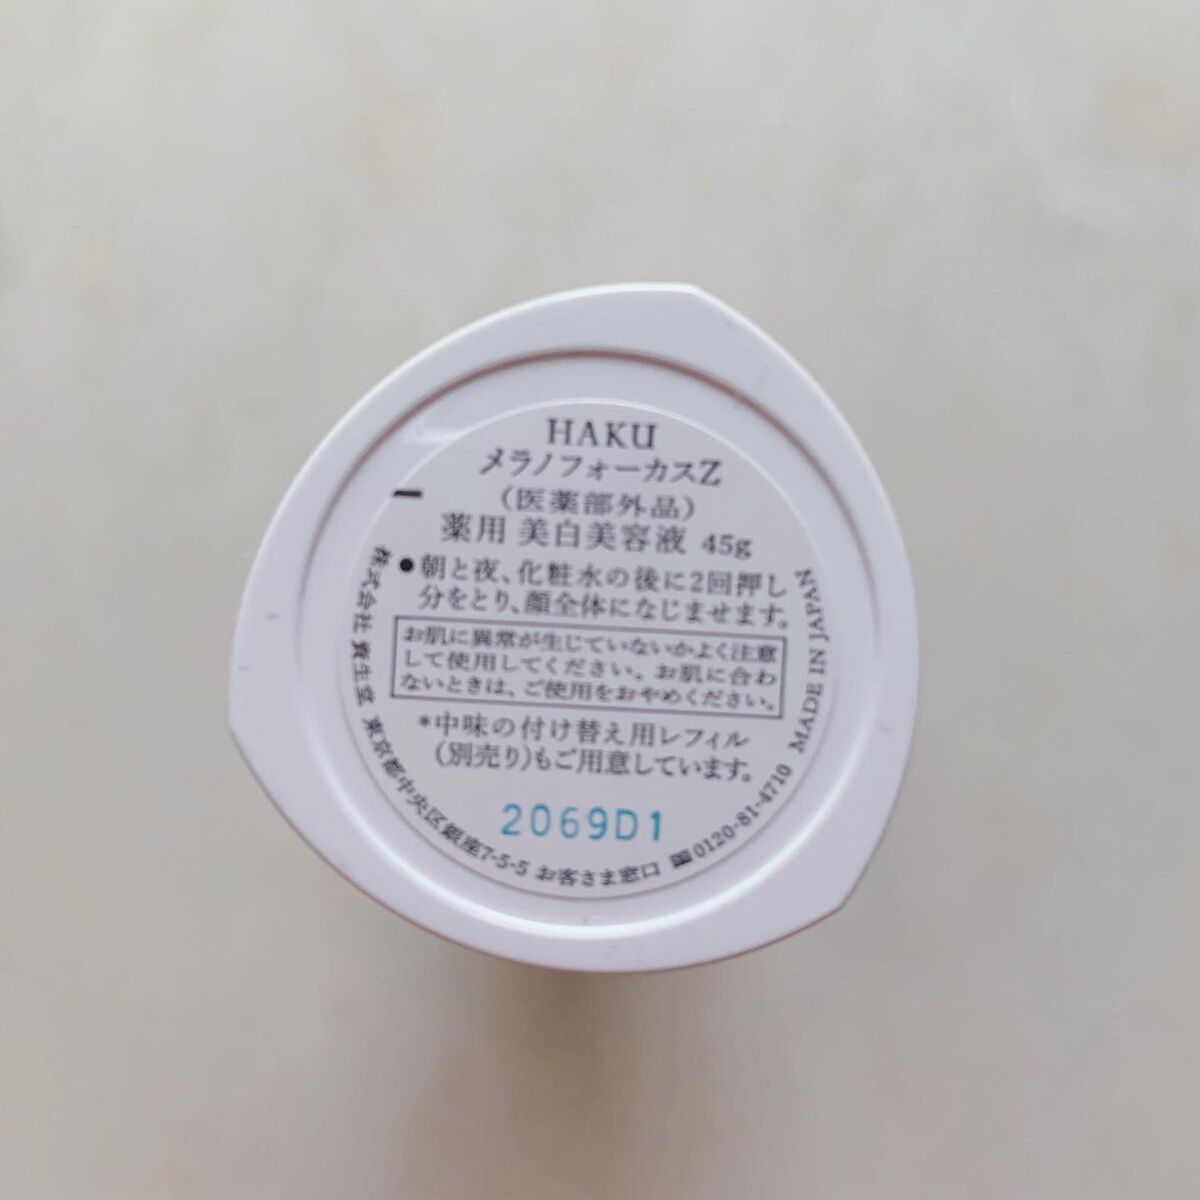 HAKU
メラノフォーカスZ
(医薬部外品)
薬用 美白美容液 45g
●朝と夜、化粧水の後に2回押し
分をとり、顔全体になじませます。
お肌に異常が生じていないかよく注意
して使用してください。お肌に合わ
ないときは、ご使用をおやめください。
*中味の付け替え用レフィル
(別売り)もご用意しています。
2069D1
株式会社 資生堂 東京都中央区銀座7-5-5 お客さま窓口 0120-81-4710 MADE IN JAPAN